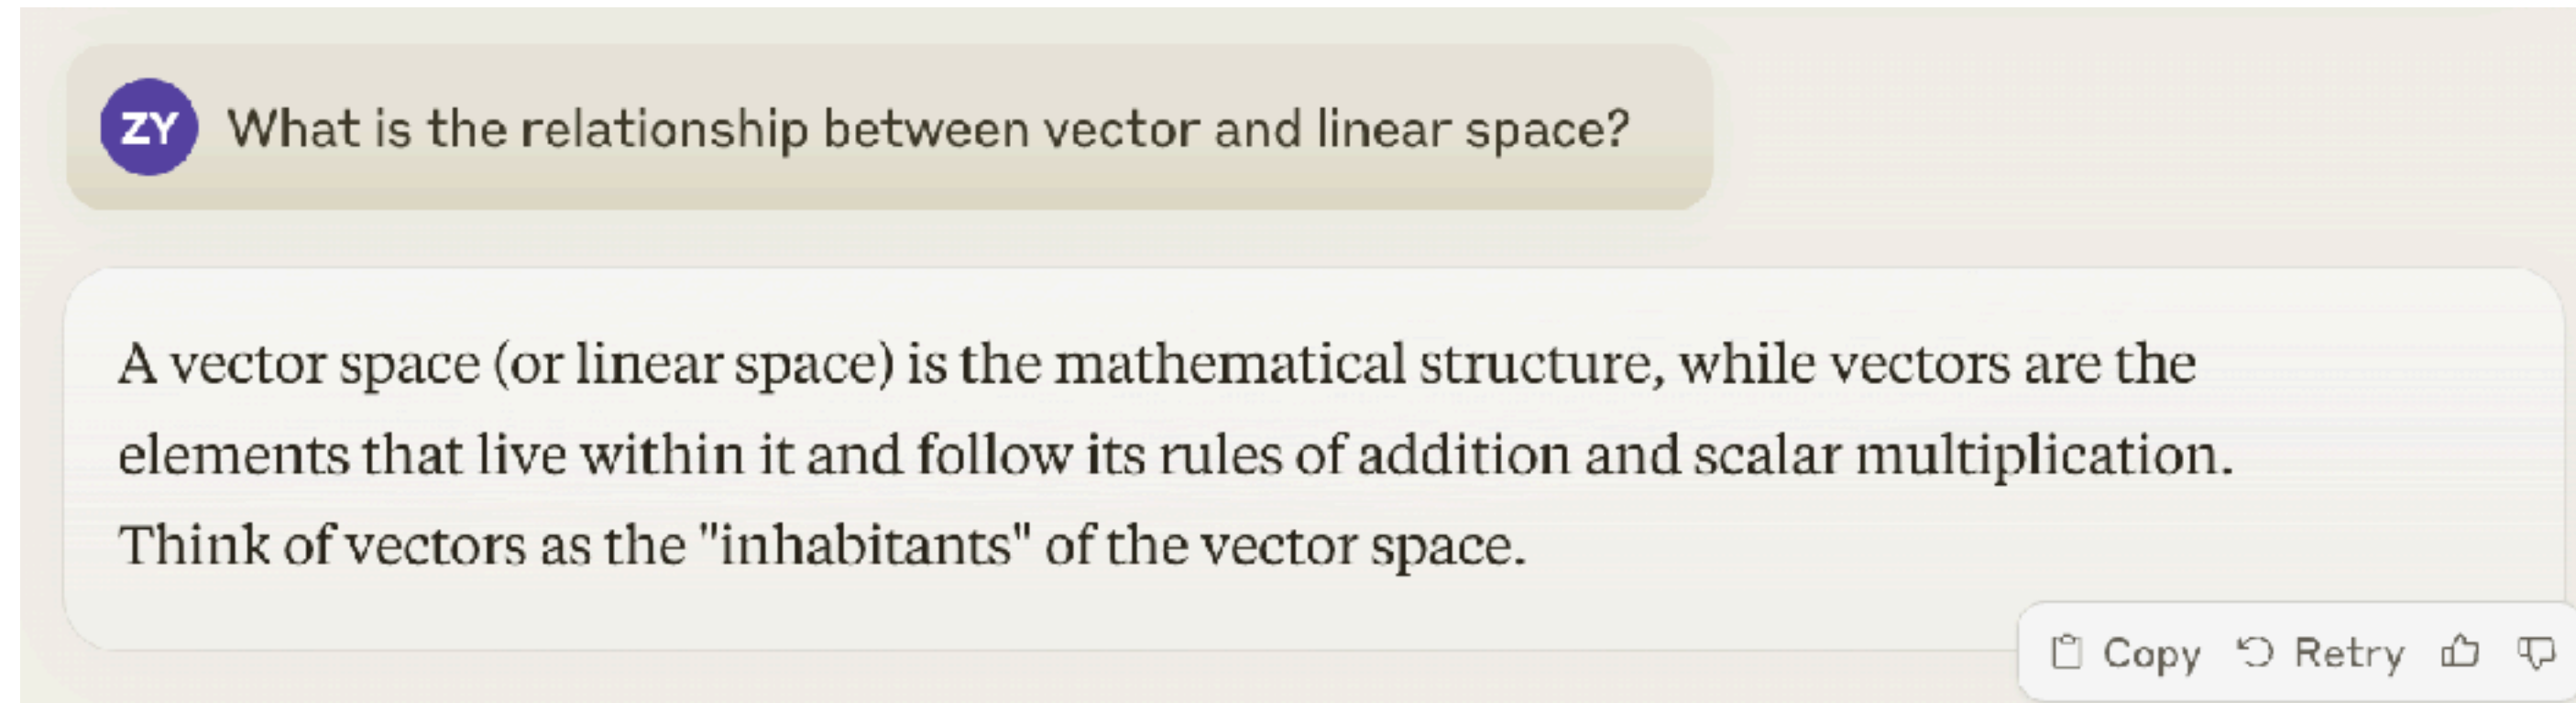 ZY What is the relationship between vector and linear space?
A vector space (or linear space) is the mathematical structure, while vectors are the
elements that live within it and follow its rules of addition and scalar multiplication.
Think of vectors as the "inhabitants" of the vector space.
Copy Retry